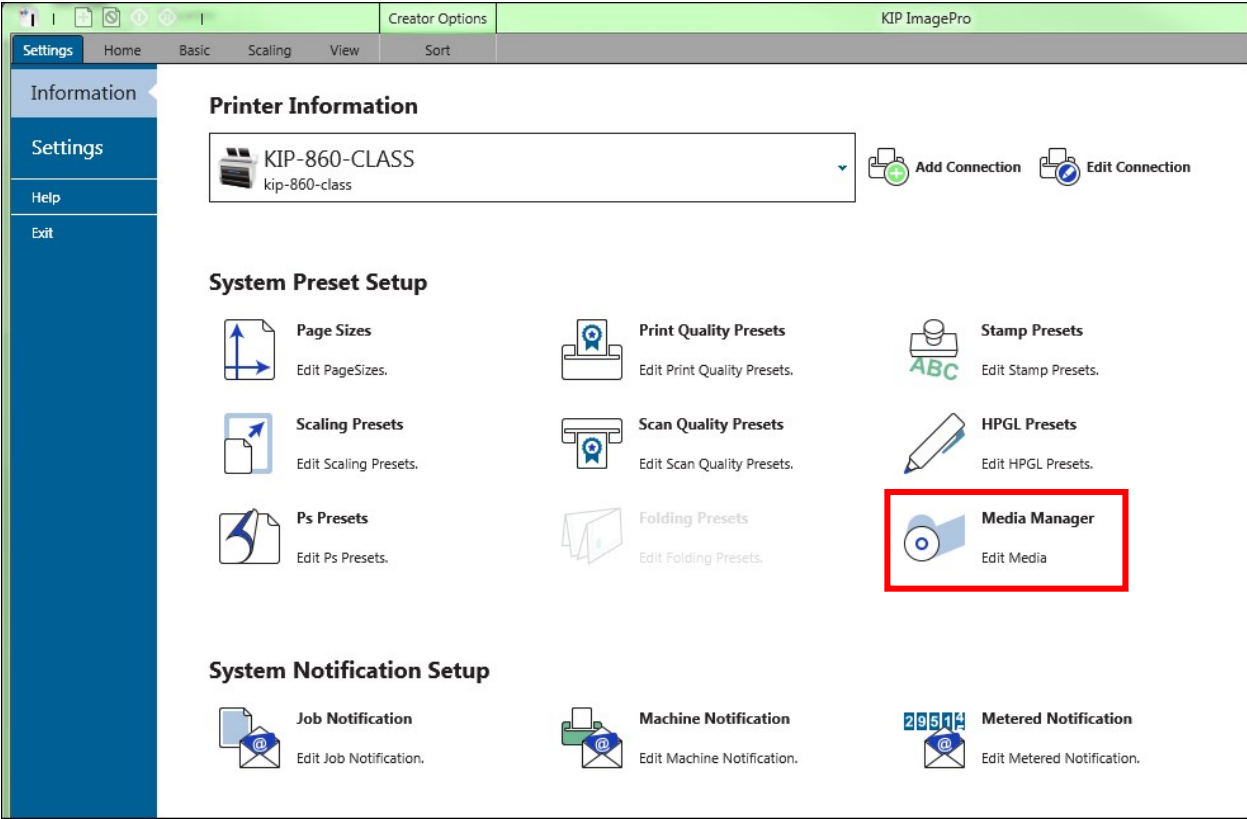 Creator Options
KIP ImagePro
Settings Home Basic Scaling View Sort
Information
Settings
Help
Exit
Printer Information
KIP-860-CLASS
kip-860-class
Add Connection
Edit Connection
System Preset Setup
Page Sizes
Edit PageSizes.
Print Quality Presets
Edit Print Quality Presets.
Stamp Presets
ABC
Edit Stamp Presets.
Scaling Presets
Edit Scaling Presets.
Scan Quality Presets
Edit Scan Quality Presets.
HPGL Presets
Edit HPGL Presets.
Ps Presets
Edit Ps Presets.
Folding Presets
Edit Folding Presets.
Media Manager
Edit Media
System Notification Setup
Job Notification
@
Edit Job Notification.
Machine Notification
@
Edit Machine Notification.
2951
Metered Notification
@
Edit Metered Notification.